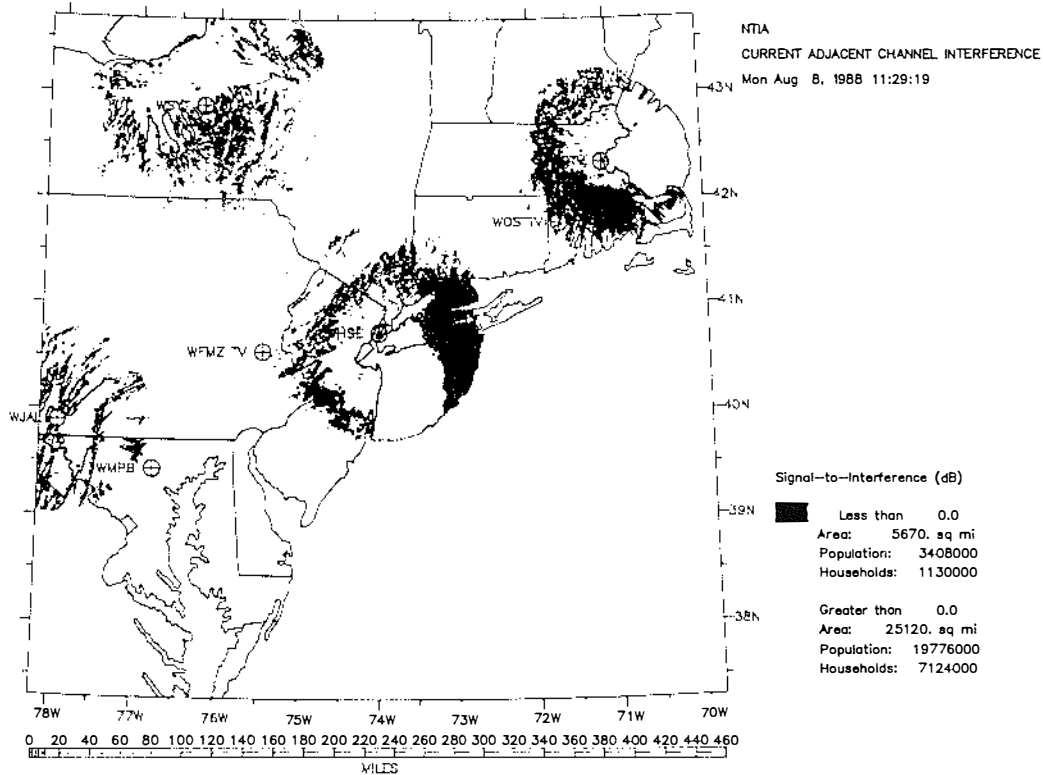 NTIA
CURRENT ADJACENT CHANNEL INTERFERENCE
Mon Aug 8, 1988 11:29:19
43N
42N
41N
WFMZ TV
WJAL
40N
WMPB
Signal-to-Interference (dB)
39N
Less than 0.0
Area: 5670. sq mi
Population: 3408000
Households: 1130000
Greater than 0.0
38N
Area: 25120. sq mi
Population: 19776000
Households: 7124000
78W 77W 76W 75W 74W 73W 72W 71W 70W
0 20 40 60 80 100 120 140 160 180 200 220 240 260 280 300 320 340 360 380 400 420 440 460
MILES